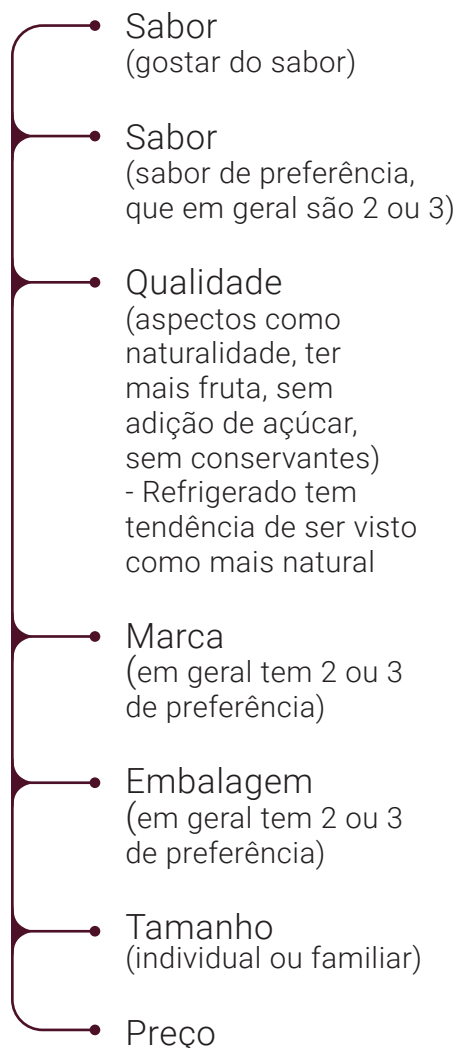 Sabor
(gostar do sabor)
Sabor
(sabor de preferência,
que em geral são 2 ou 3)
Qualidade
(aspectos como
naturalidade, ter
mais fruta, sem
adição de açúcar,
sem conservantes)
- Refrigerado tem
tendência de ser visto
como mais natural
Marca
(em geral tem 2 ou 3
de preferência)
Embalagem
(em geral tem 2 ou 3
de preferência)
Tamanho
(individual ou familiar)
Preço